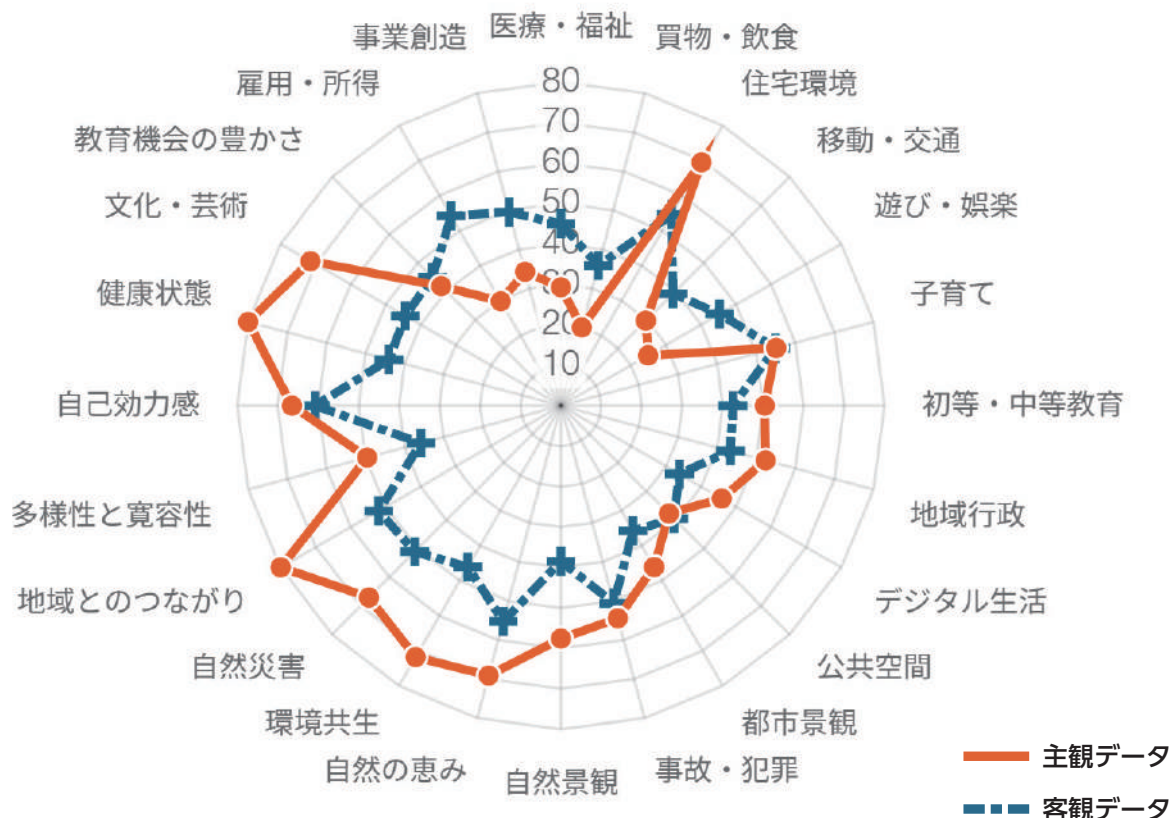 医療・福祉
買物・飲食
住宅環境
移動・交通
遊び・娯楽
子育て
初等・中等教育
地域行政
デジタル生活
公共空間
都市景観
事故・犯罪
自然景観
自然の恵み
環境共生
自然災害
地域とのつながり
多様性と寛容性
自己効力感
健康状態
文化・芸術
教育機会の豊かさ
雇用・所得
事業創造
80
70
60
50
40
30
20
10
主観データ
客観データ